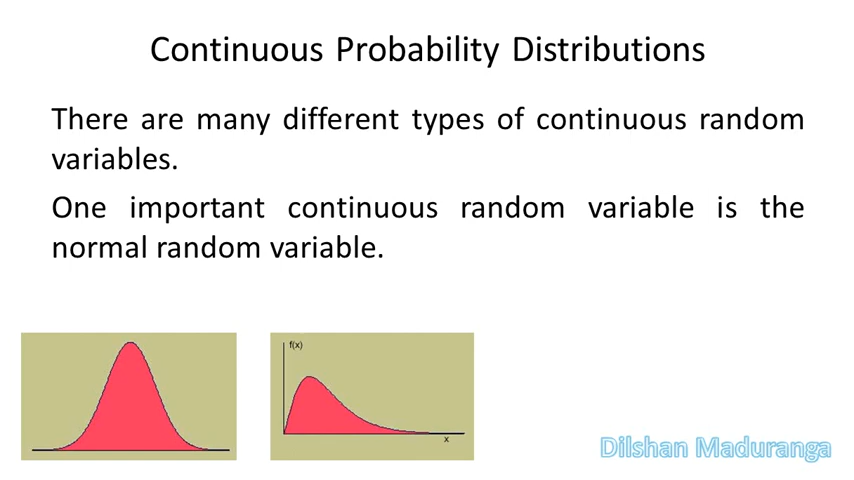 Continuous Probability Distributions
There are many different types of continuous random
variables.
One important continuous random variable is the
normal random variable.
f(x)
x
Dilshan Maduranga